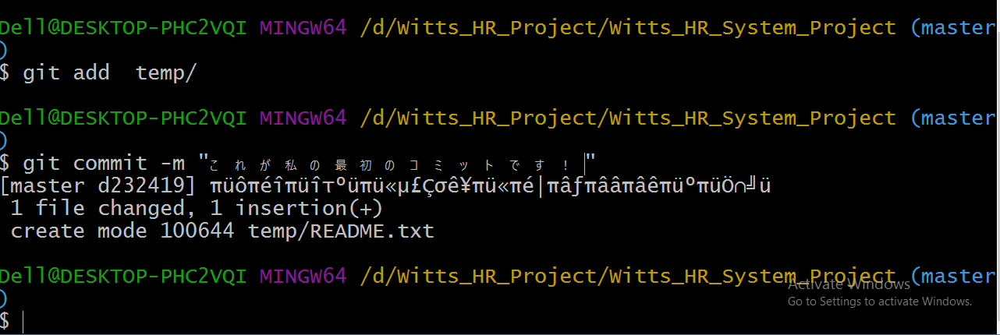 Dell@DESKTOP-PHC2VQI MINGW64 /d/Witts_HR_Project/Witts_HR_System_Project (master
)
$ git add  temp/
Dell@DESKTOP-PHC2VQI MINGW64 /d/Witts_HR_Project/Witts_HR_System_Project (master
)
$ git commit -m "これが私の最初のコミットです！"
[master d232419] πüôπéîπüîτºüπü«µ£Çσê¥πü«πé│πâƒπââπâêπüºπüÖ∩╝ü
 1 file changed, 1 insertion(+)
 create mode 100644 temp/README.txt
Dell@DESKTOP-PHC2VQI MINGW64 /d/Witts_HR_Project/Witts_HR_System_Project (master
)
$
Activate Windows
Go to Settings to activate Windows.